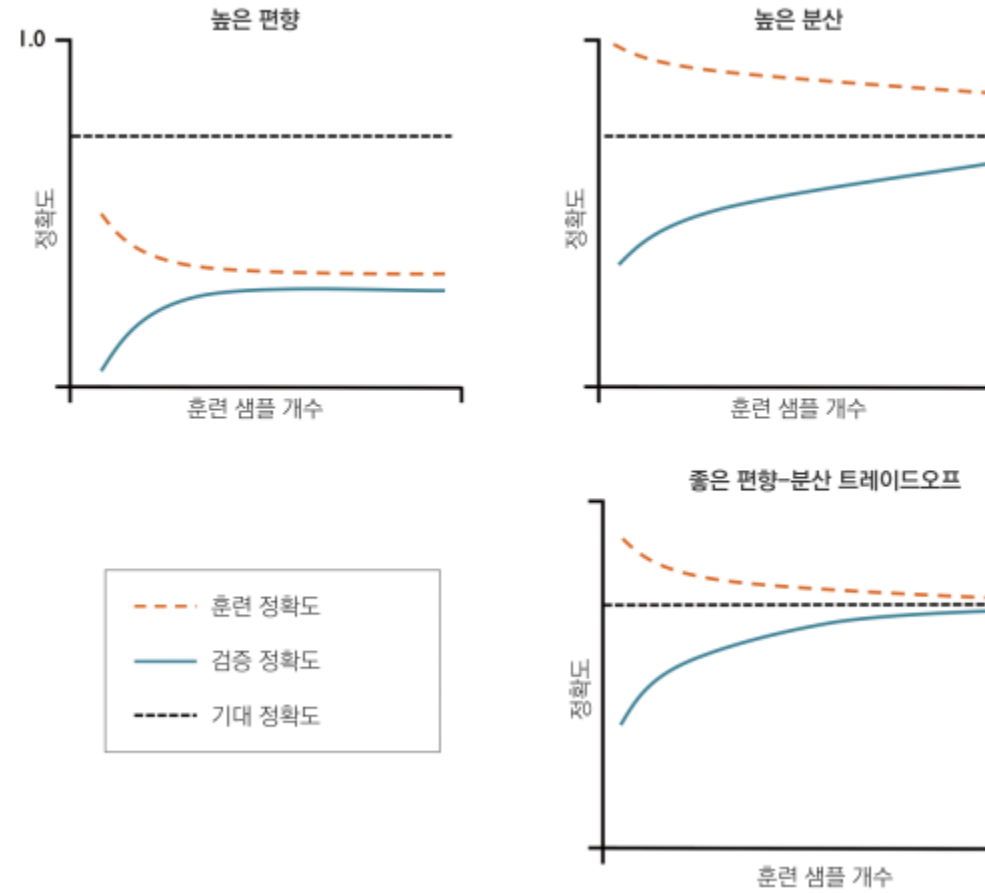 높은 편향
1.0
정확도
훈련 샘플 개수
높은 분산
정확도
훈련 샘플 개수
훈련 정확도
검증 정확도
기대 정확도
좋은 편향-분산 트레이드오프
정확도
훈련 샘플 개수